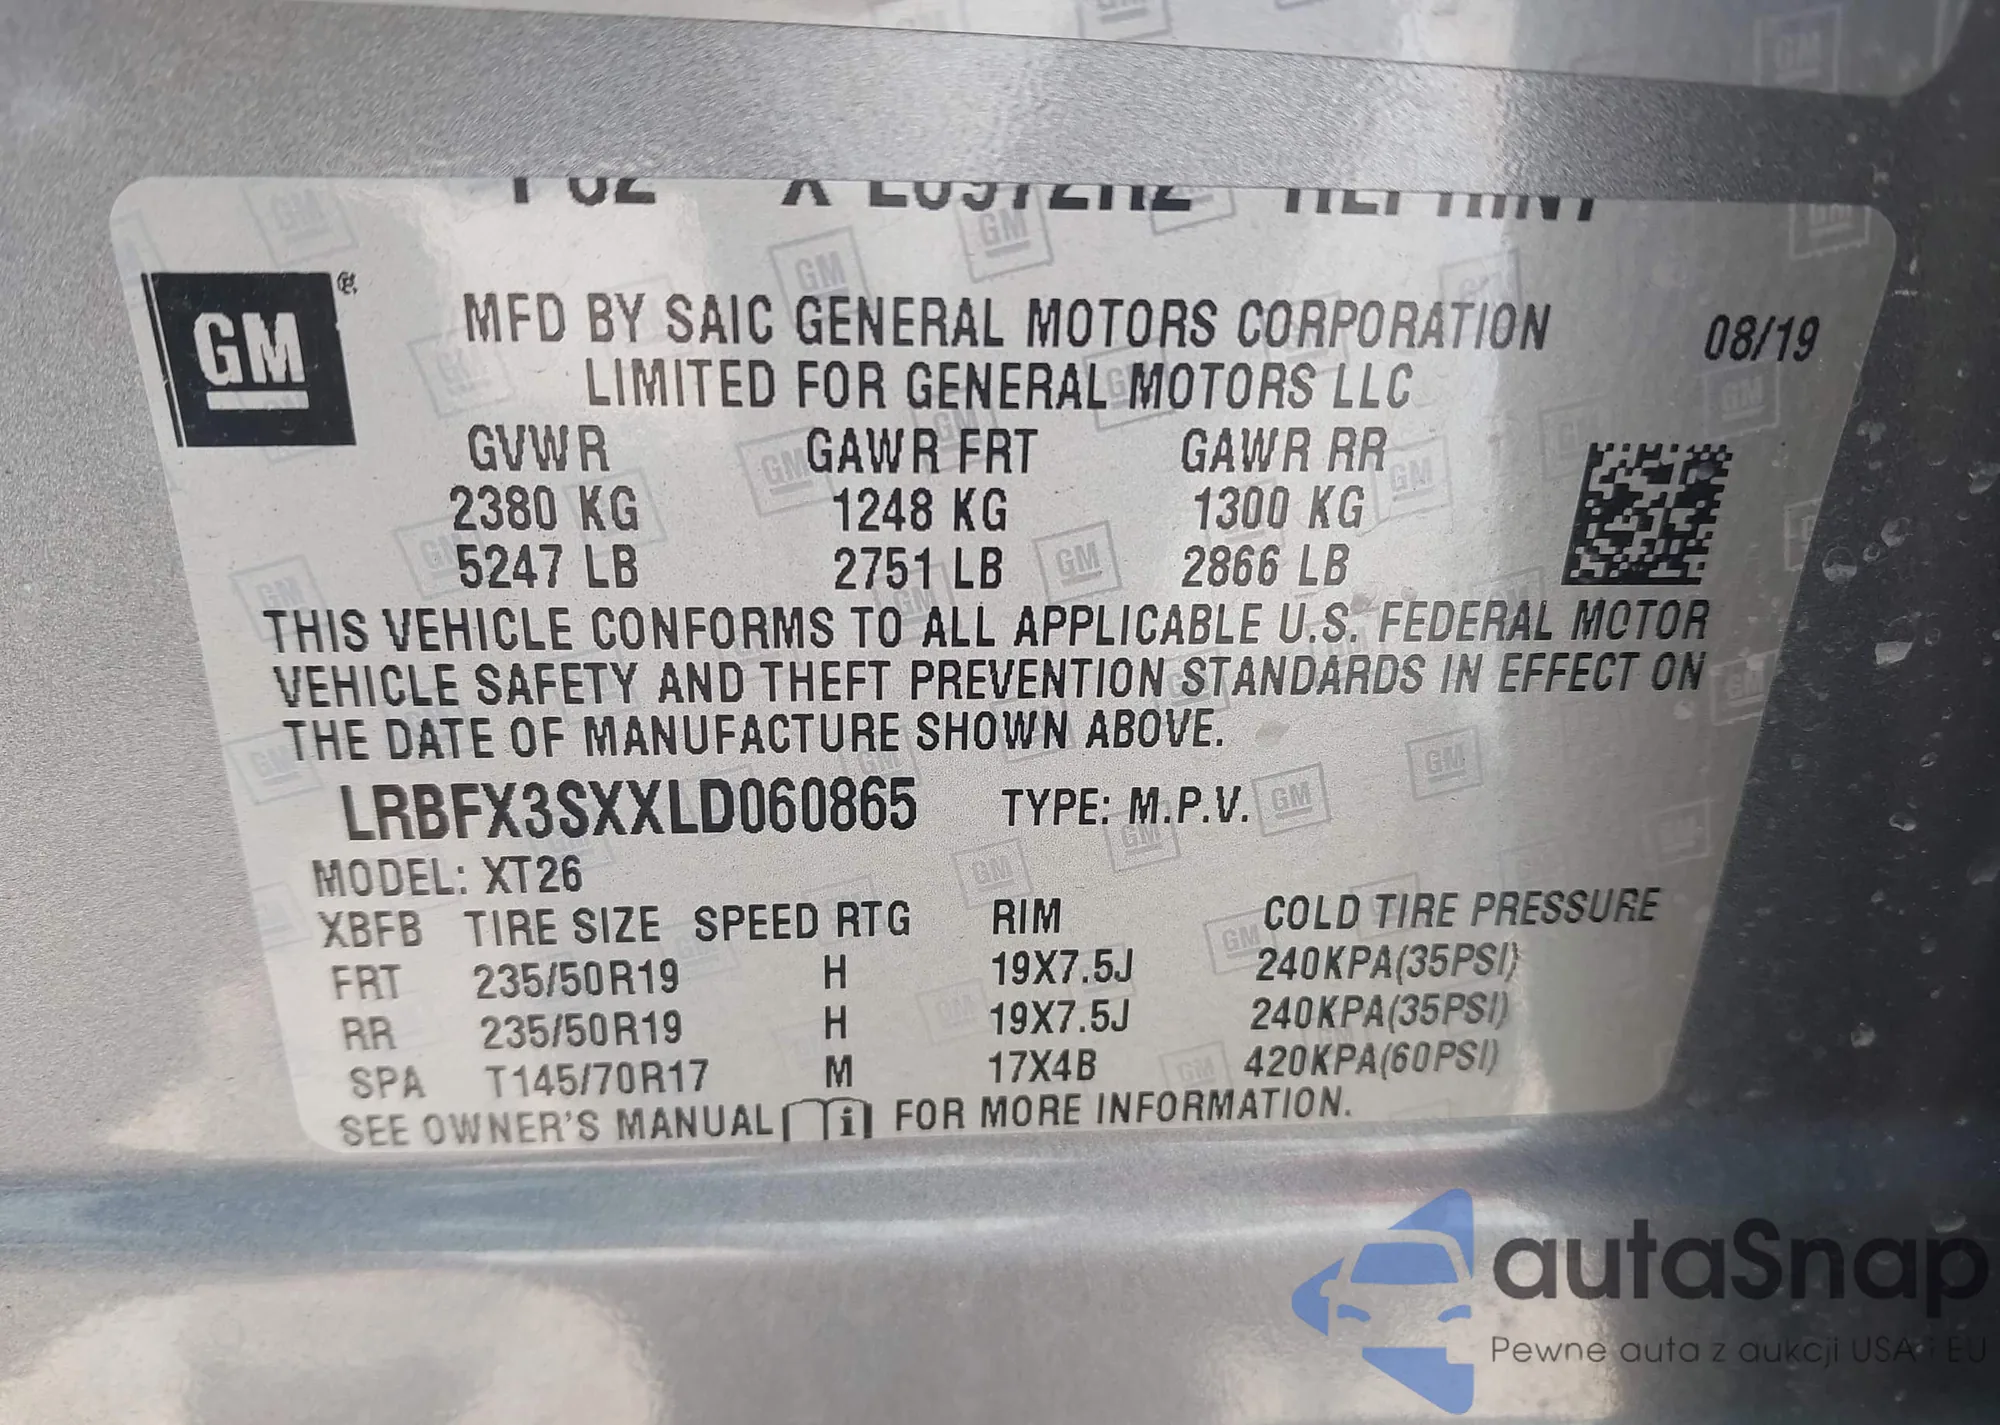 GM
MFD BY SAIC GENERAL MOTORS CORPORATION 08/19
LIMITED FOR GENERAL MOTORS LLC
GVWR GAWR FRT GAWR RR
2380 KG 1248 KG 1300 KG
5247 LB 2751 LB 2866 LB
THIS VEHICLE CONFORMS TO ALL APPLICABLE U.S. FEDERAL MOTOR
VEHICLE SAFETY AND THEFT PREVENTION STANDARDS IN EFFECT ON
THE DATE OF MANUFACTURE SHOWN ABOVE.
LRBFX3SXXLD060865 TYPE: M.P.V.
MODEL: XT26
XBFB TIRE SIZE SPEED RTG RIM COLD TIRE PRESSURE
FRT 235/50R19 H 19X7.5J 240KPA(35PSI)
RR 235/50R19 H 19X7.5J 240KPA(35PSI)
SPA T145/70R17 M 17X4B 420KPA(60PSI)
SEE OWNER'S MANUAL FOR MORE INFORMATION.
autaSnap
Pewne auta z aukcji USA i EU